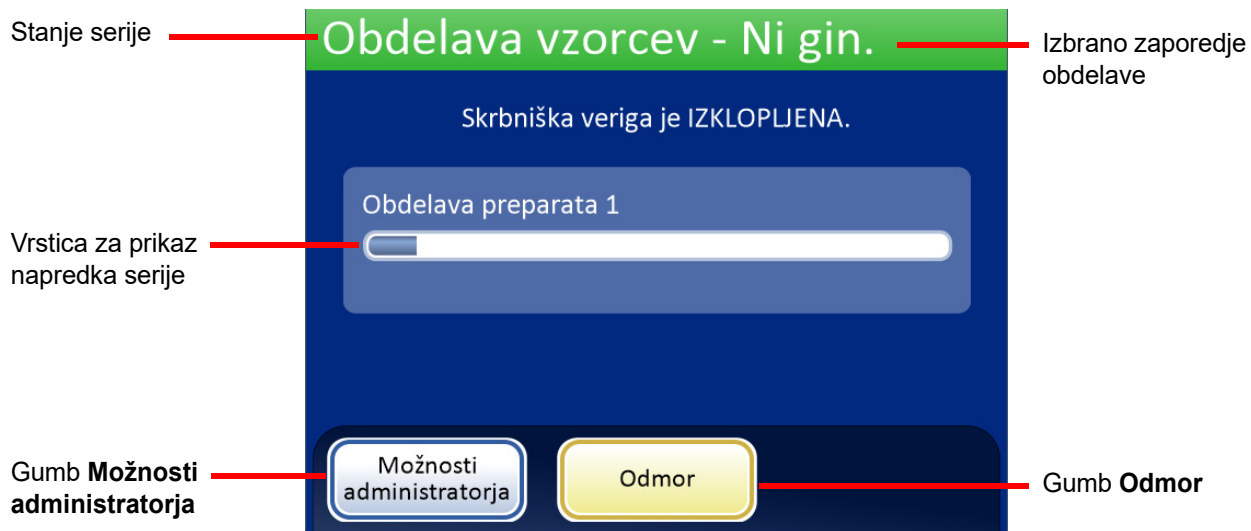 Stanje serije
Obdelava vzorcev - Ni gin.
Izbrano zaporedje
obdelave
Skrbniška veriga je IZKLOPLJENA.
Obdelava preparata 1
Vrstica za prikaz
napredka serije
Gumb Možnosti
administratorja
Možnosti
administratorja
Odmor
Gumb Odmor